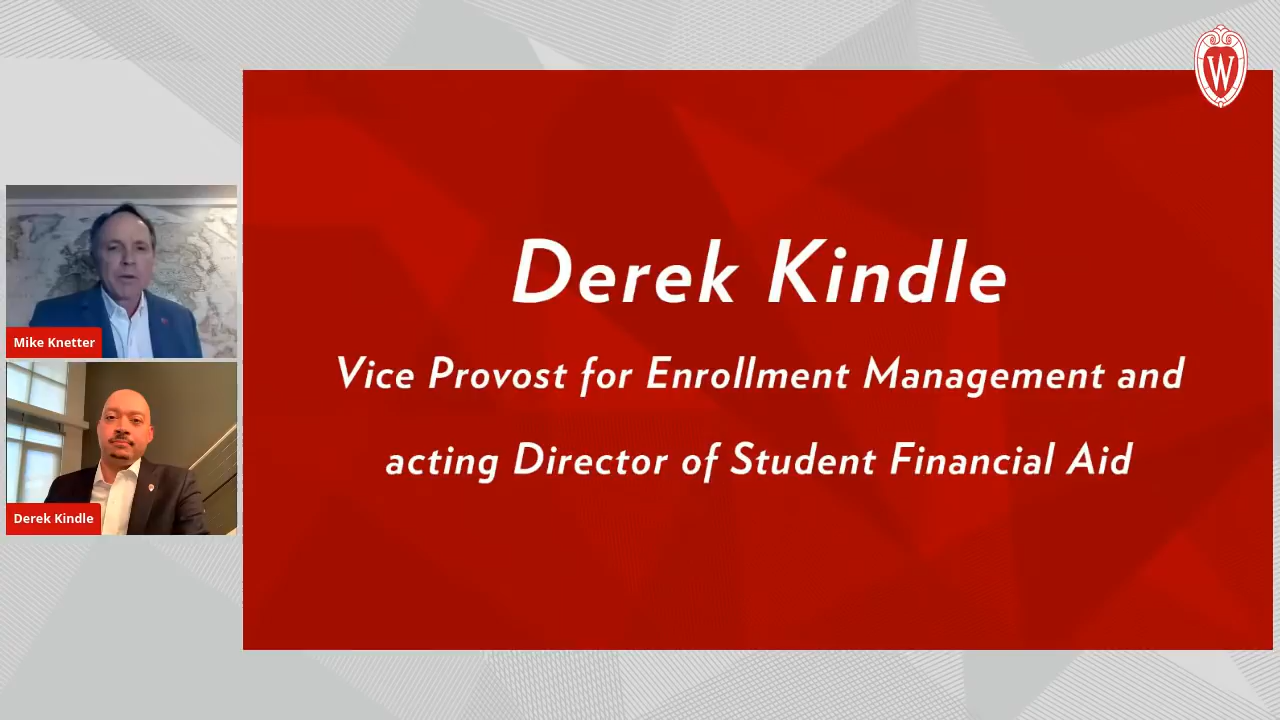 W
Mike Knetter
Derek Kindle
Derek Kindle
Vice Provost for Enrollment Management and
acting Director of Student Financial Aid